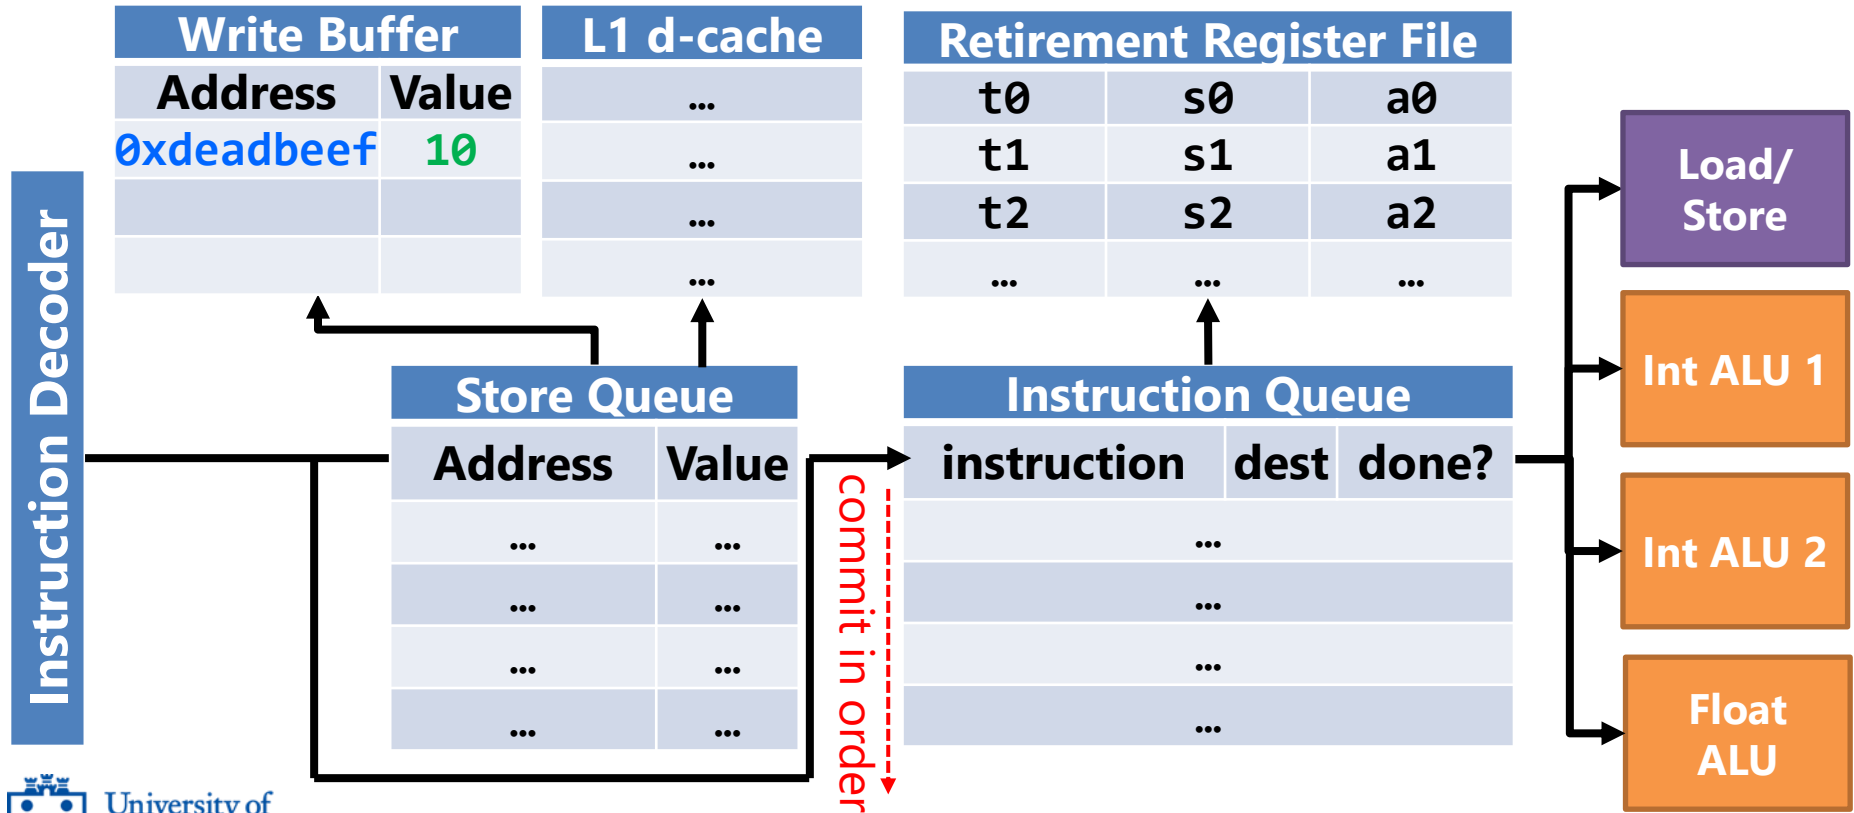 Write Buffer
Address Value
0xdeadbeef 10
L1 d-cache
...
...
...
...
Retirement Register File
t0 s0 a0
t1 s1 a1
t2 s2 a2
... ... ...
Instruction Decoder
Store Queue
Address Value
... ...
... ...
... ...
... ...
commit in order
Instruction Queue
instruction dest done?
...
...
...
...
Load/
Store
Int ALU 1
Int ALU 2
Float
ALU
University of